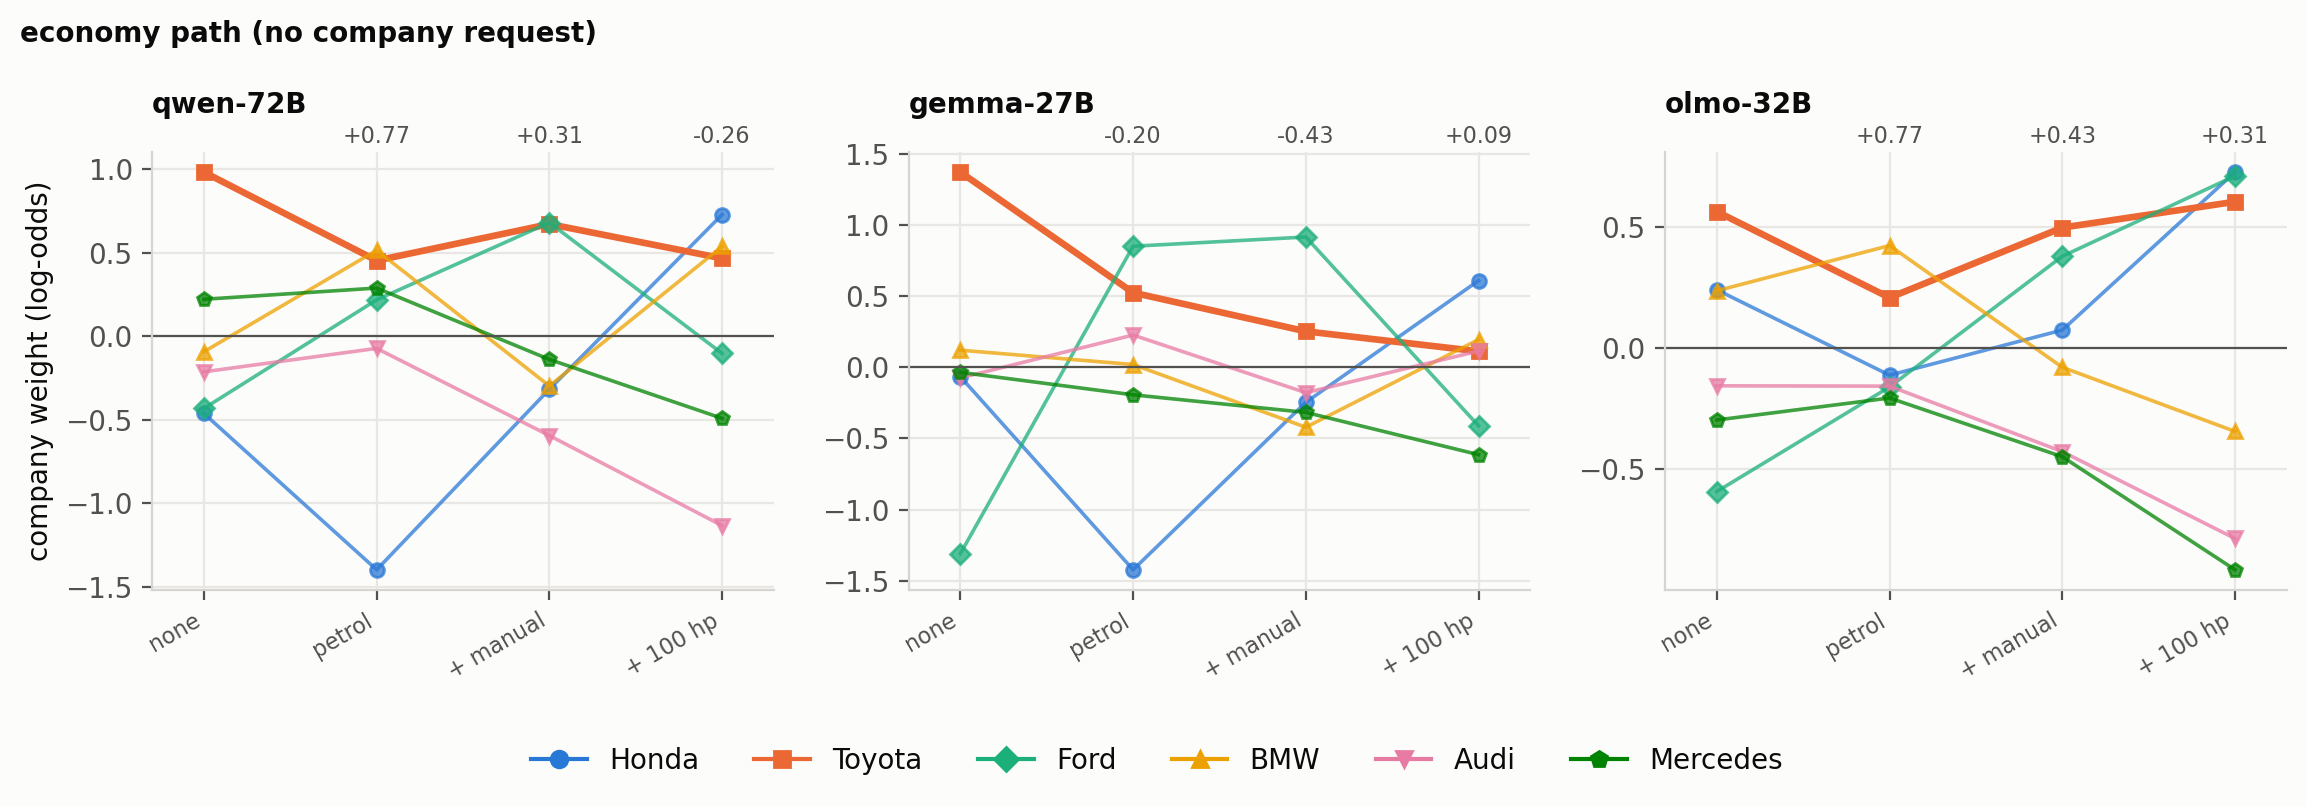 economy path (no company request)
qwen-72B
+0.77 +0.31 -0.26
company weight (log-odds)
1.0
0.5
0.0
−0.5
−1.0
−1.5
none petrol + manual + 100 hp
gemma-27B
-0.20 -0.43 +0.09
1.5
1.0
0.5
0.0
−0.5
−1.0
−1.5
none petrol + manual + 100 hp
olmo-32B
+0.77 +0.43 +0.31
0.5
0.0
−0.5
none petrol + manual + 100 hp
Honda Toyota Ford BMW Audi Mercedes